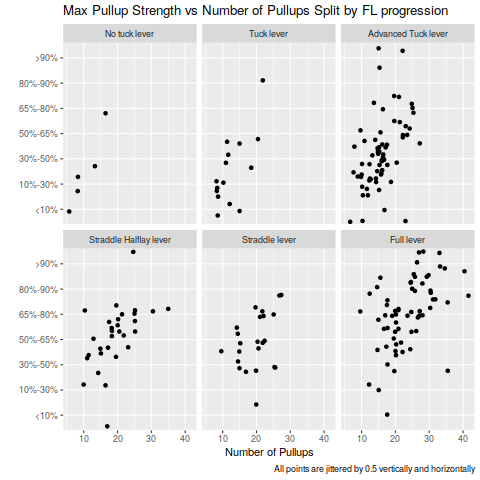 Max Pullup Strength vs Number of Pullups Split by FL progression
No tuck lever Tuck lever Advanced Tuck lever
>90%
80%-90%
65%-80%
50%-65%
30%-50%
10%-30%
<10%
Straddle Halflay lever Straddle lever Full lever
>90%
80%-90%
65%-80%
50%-65%
30%-50%
10%-30%
<10%
10 20 30 40 10 20 30 40 10 20 30 40
Number of Pullups
All points are jittered by 0.5 vertically and horizontally